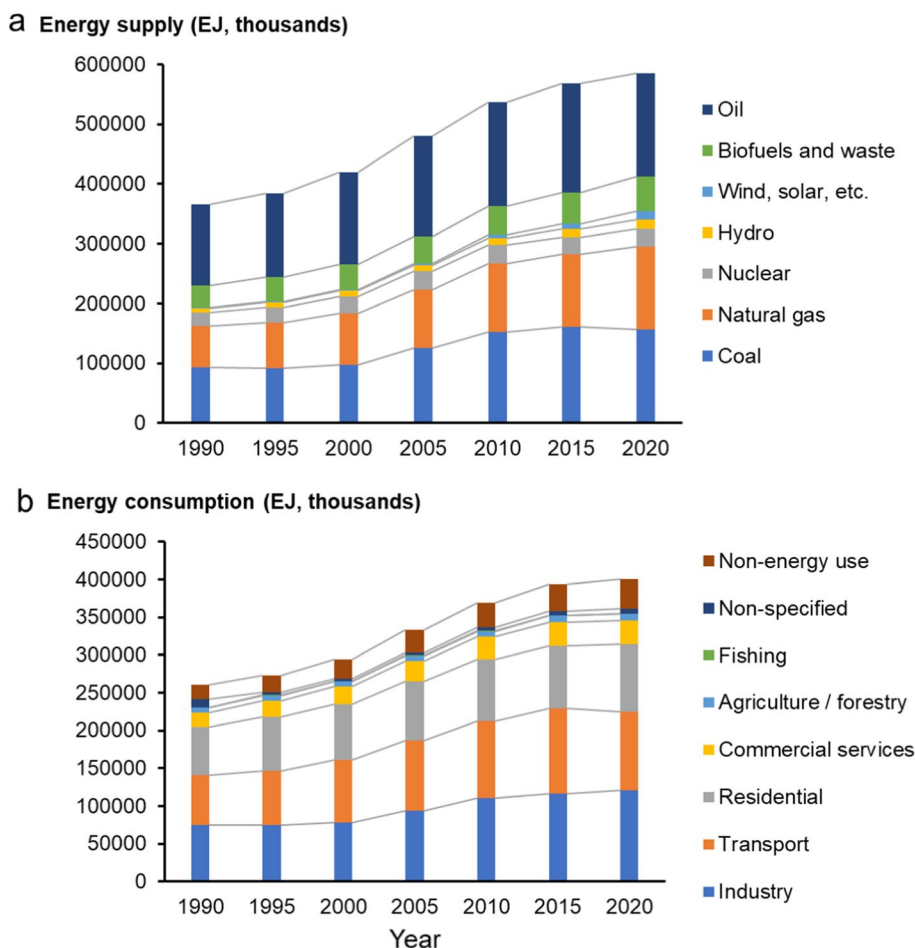 a Energy supply (EJ, thousands)
600000
500000
400000
300000
200000
100000
0
1990 1995 2000 2005 2010 2015 2020
Oil
Biofuels and waste
Wind, solar, etc.
Hydro
Nuclear
Natural gas
Coal
b Energy consumption (EJ, thousands)
450000
400000
350000
300000
250000
200000
150000
100000
50000
0
1990 1995 2000 2005 2010 2015 2020
Year
Non-energy use
Non-specified
Fishing
Agriculture / forestry
Commercial services
Residential
Transport
Industry